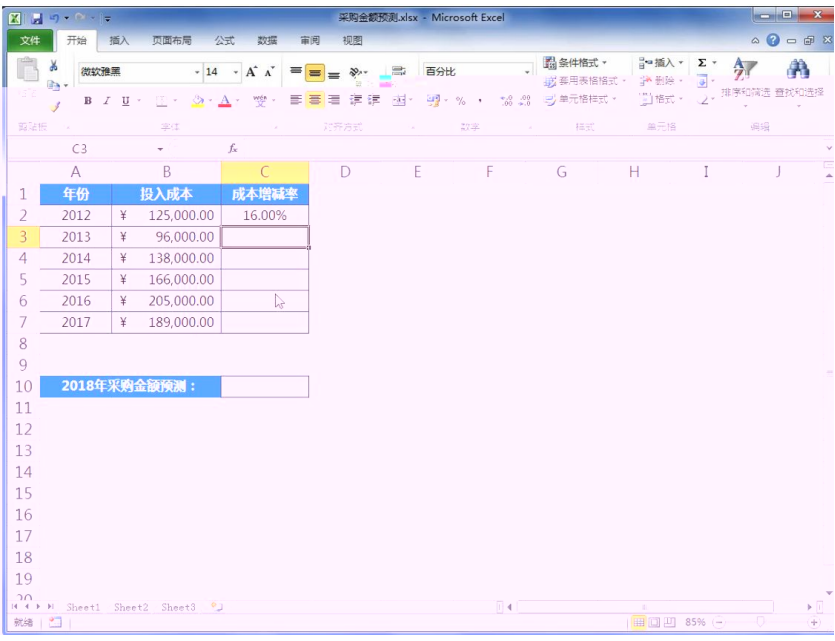 采购金额预测.xlsx - Microsoft Excel
文件 开始 插入 页面布局 公式 数据 审阅 视图
微软雅黑 14 A A 百分比 条件格式 插入 Σ
套用表格格式 删除
B I U A % 单元格样式 格式 排序和筛选 查找和选择
剪贴板 字体 对齐方式 数字 样式 单元格 编辑
C3 fx
A B C D E F G H I J
1 年份 投入成本 成本增减率
2 2012 ¥ 125,000.00 16.00%
3 2013 ¥ 96,000.00
4 2014 ¥ 138,000.00
5 2015 ¥ 166,000.00
6 2016 ¥ 205,000.00
7 2017 ¥ 189,000.00
8
9
10 2018年采购金额预测：
11
12
13
14
15
16
17
18
19
20
Sheet1 Sheet2 Sheet3
就绪 85%